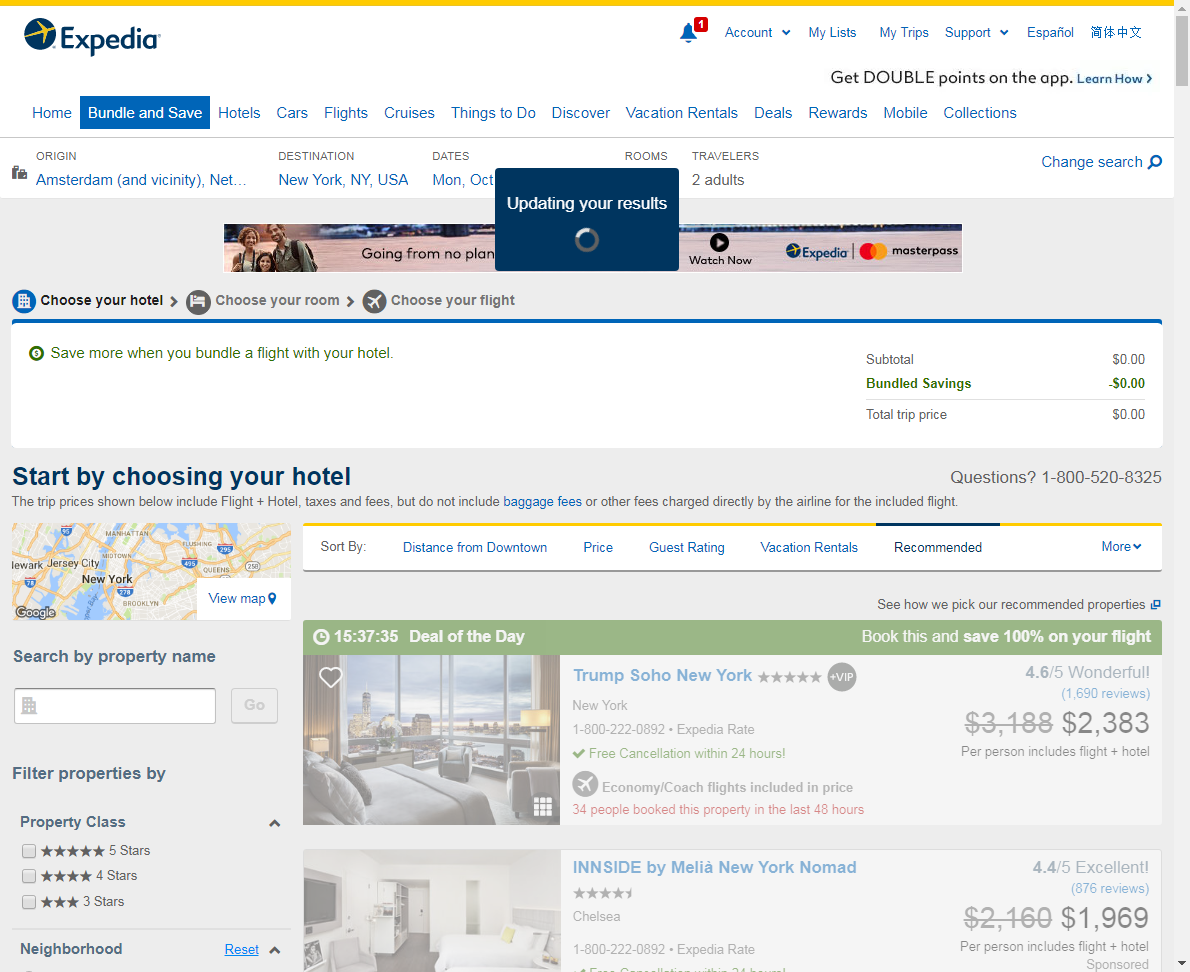 Expedia
1
Account
My Lists
My Trips
Support
Español
简体中文
Get DOUBLE points on the app. Learn How
Home
Bundle and Save
Hotels
Cars
Flights
Cruises
Things to Do
Discover
Vacation Rentals
Deals
Rewards
Mobile
Collections
ORIGIN
Amsterdam (and vicinity), Net...
DESTINATION
New York, NY, USA
DATES
Mon, Oct
ROOMS
TRAVELERS
2 adults
Change search
Updating your results
Going from no plan
Watch Now
Expedia
masterpass
Choose your hotel
Choose your room
Choose your flight
Save more when you bundle a flight with your hotel.
Subtotal $0.00
Bundled Savings -$0.00
Total trip price $0.00
Start by choosing your hotel
Questions? 1-800-520-8325
The trip prices shown below include Flight + Hotel, taxes and fees, but do not include baggage fees or other fees charged directly by the airline for the included flight.
MANHATTAN
FLUSHING
95
295
MIDTOWN
495
lewark
Jersey City
QUEENS
258
78
New York
278
BROOKLYN
Google
View map
Sort By:
Distance from Downtown
Price
Guest Rating
Vacation Rentals
Recommended
More
See how we pick our recommended properties
Search by property name
Go
Filter properties by
Property Class
5 Stars
4 Stars
3 Stars
Neighborhood
Reset
15:37:35 Deal of the Day
Book this and save 100% on your flight
Trump Soho New York
+VIP
New York
1-800-222-0892 • Expedia Rate
Free Cancellation within 24 hours!
Economy/Coach flights included in price
34 people booked this property in the last 48 hours
4.6/5 Wonderful!
(1,690 reviews)
$3,188 $2,383
Per person includes flight + hotel
INNSIDE by Melià New York Nomad
Chelsea
1-800-222-0892 • Expedia Rate
Free Cancellation within 24 hours!
4.4/5 Excellent!
(876 reviews)
$2,160 $1,969
Per person includes flight + hotel
Sponsored